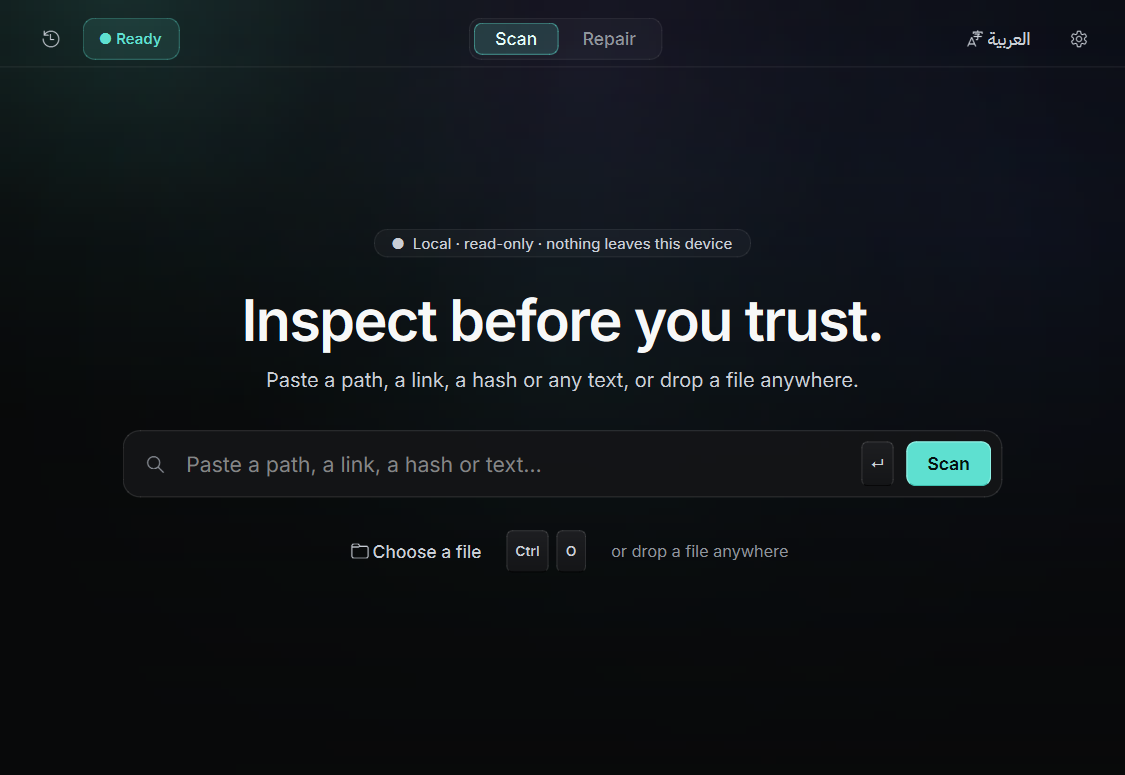 Ready
Scan
Repair
العربية
Local · read-only · nothing leaves this device
Inspect before you trust.
Paste a path, a link, a hash or any text, or drop a file anywhere.
Paste a path, a link, a hash or text...
Scan
Choose a file
Ctrl
O
or drop a file anywhere